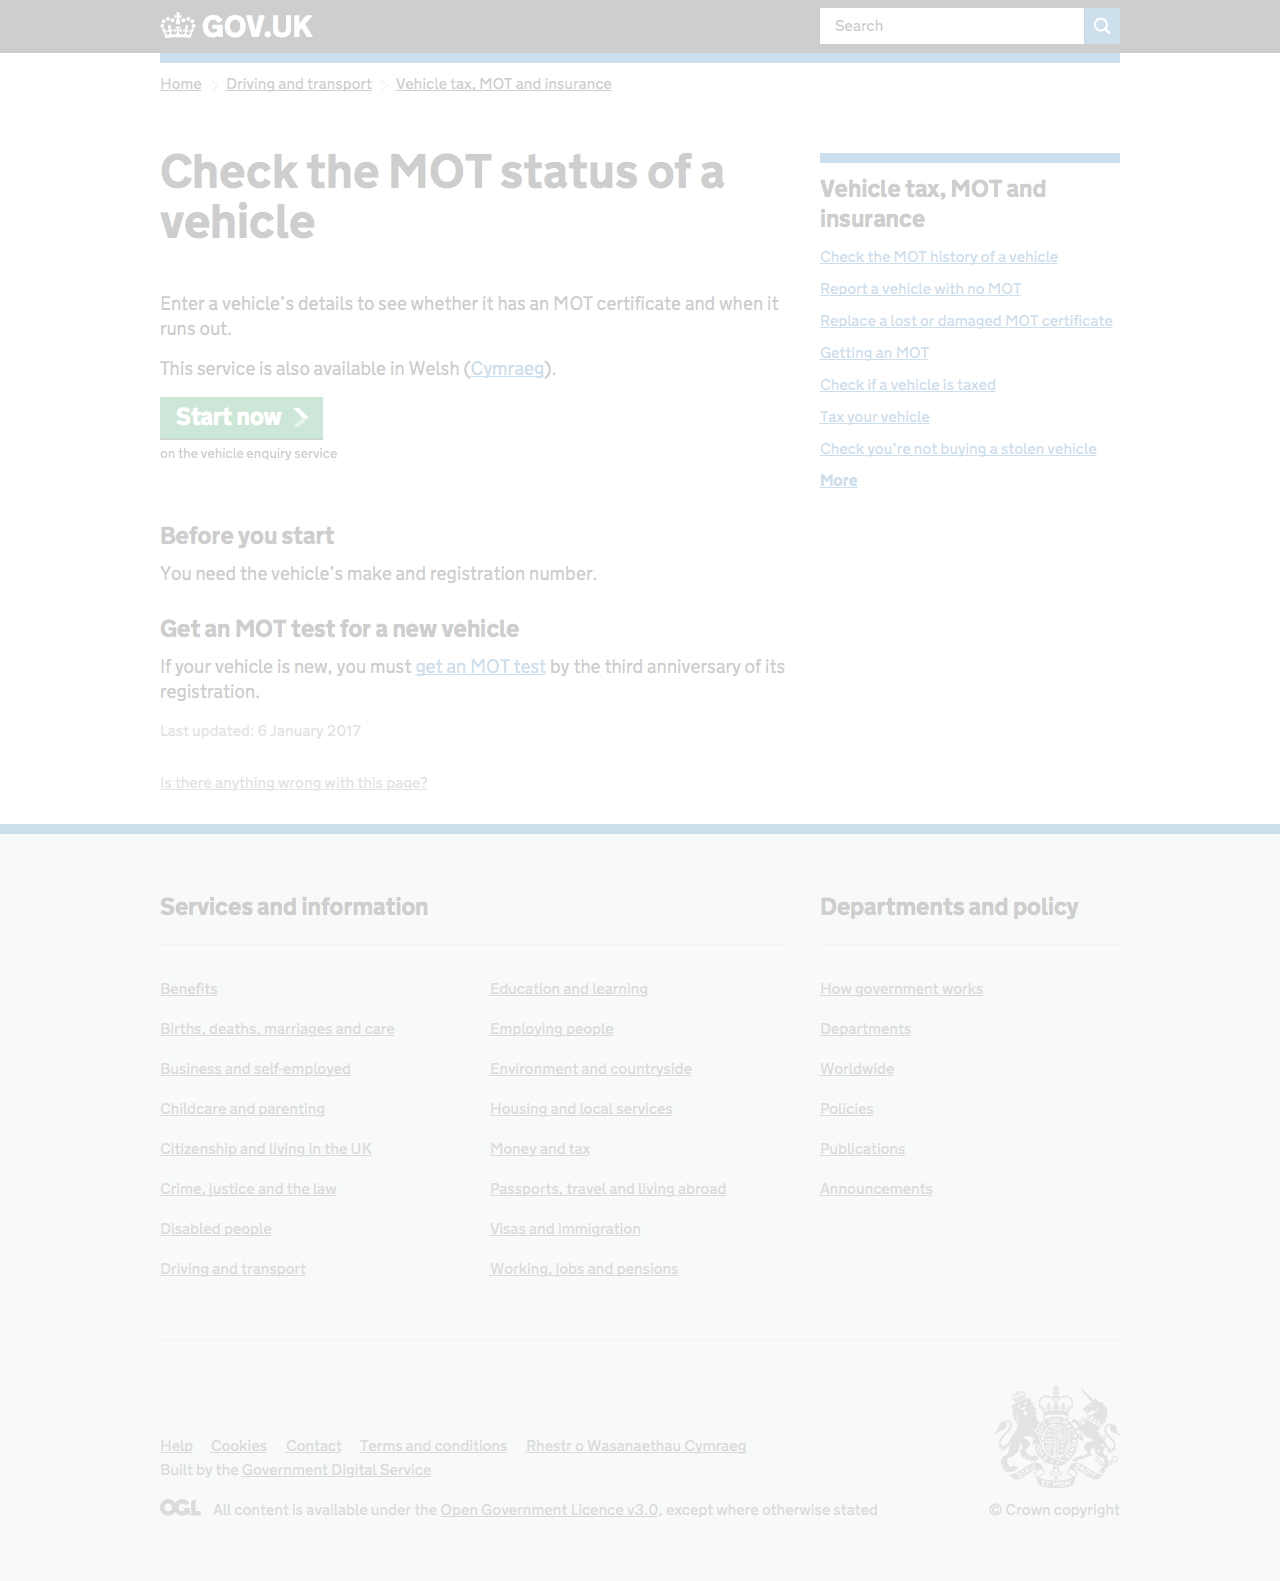 GOV.UK
Search
Home
Driving and transport
Vehicle tax, MOT and insurance
Check the MOT status of a
vehicle
Enter a vehicle's details to see whether it has an MOT certificate and when it
runs out.
This service is also available in Welsh (Cymraeg).
Start now
on the vehicle enquiry service
Before you start
You need the vehicle's make and registration number.
Get an MOT test for a new vehicle
If your vehicle is new, you must get an MOT test by the third anniversary of its
registration.
Last updated: 6 January 2017
Is there anything wrong with this page?
Vehicle tax, MOT and
insurance
Check the MOT history of a vehicle
Report a vehicle with no MOT
Replace a lost or damaged MOT certificate
Getting an MOT
Check if a vehicle is taxed
Tax your vehicle
Check you're not buying a stolen vehicle
More
Services and information
Benefits
Births, deaths, marriages and care
Business and self-employed
Childcare and parenting
Citizenship and living in the UK
Crime, justice and the law
Disabled people
Driving and transport
Education and learning
Employing people
Environment and countryside
Housing and local services
Money and tax
Passports, travel and living abroad
Visas and immigration
Working, jobs and pensions
Departments and policy
How government works
Departments
Worldwide
Policies
Publications
Announcements
Help
Cookies
Contact
Terms and conditions
Rhestr o Wasanaethau Cymraeg
Built by the Government Digital Service
OGL
All content is available under the Open Government Licence v3.0, except where otherwise stated
© Crown copyright